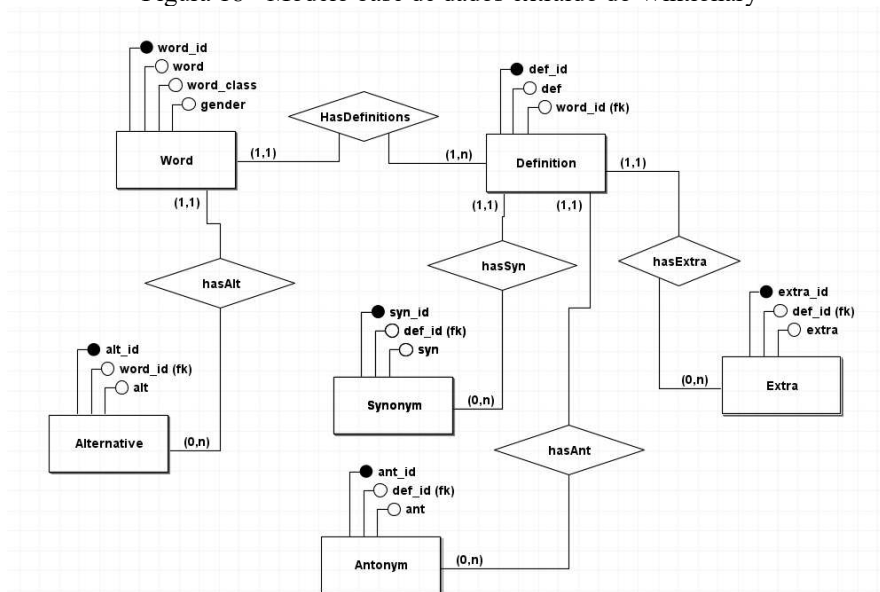 Modelo base de dados extraído do Wiktionary
word_id
word
word_class
gender
HasDefinitions
def_id
def
word_id (fk)
Word
(1,1)
(1,n)
Definition
(1,1)
(1,1)
(1,1)
(1,1)
hasAlt
hasSyn
hasExtra
syn_id
def_id (fk)
syn
extra_id
def_id (fk)
extra
alt_id
word_id (fk)
alt
Synonym
(0,n)
(0,n)
Extra
Alternative
(0,n)
hasAnt
ant_id
def_id (fk)
ant
Antonym
(0,n)